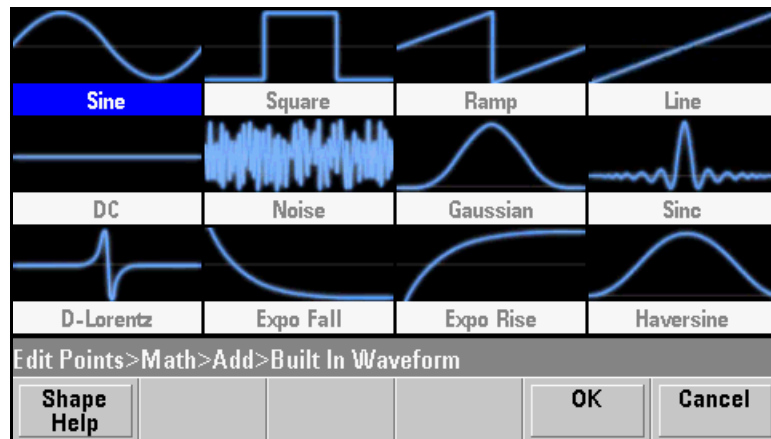 Sine Square Ramp Line
DC Noise Gaussian Sinc
D-Lorentz Expo Fall Expo Rise Haversine
Edit Points>Math>Add>Built In Waveform
Shape Help OK Cancel